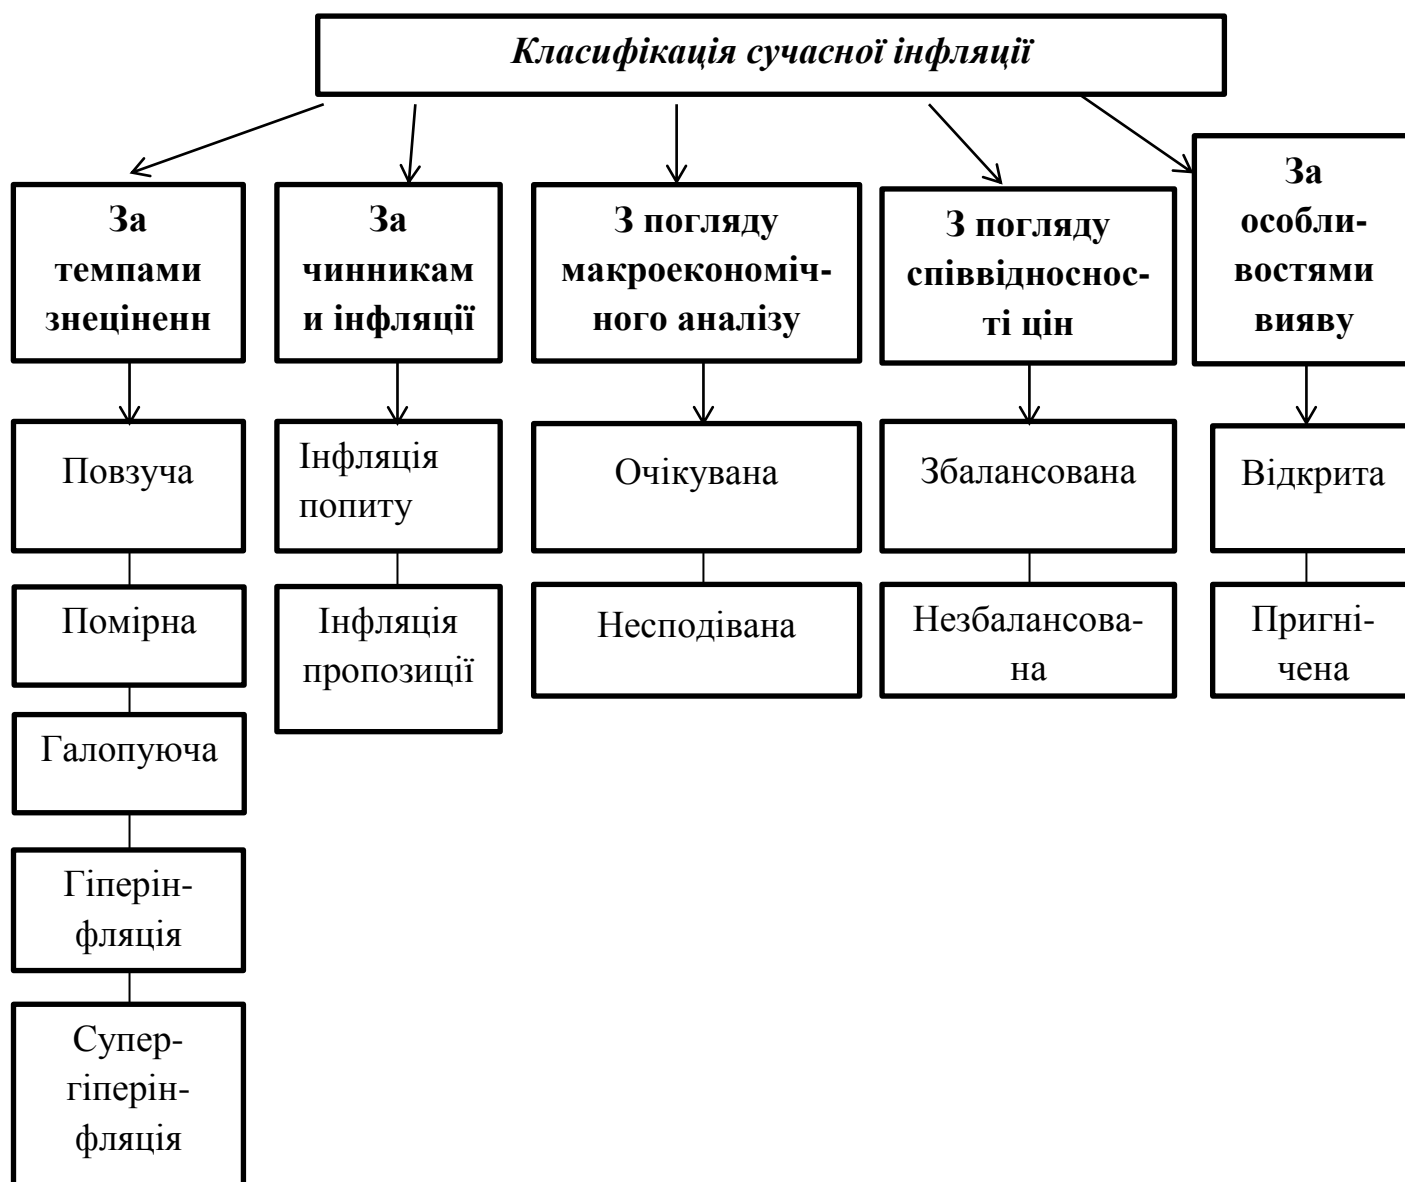 Класифікація сучасної інфляції
За
темпами
знецінення
За
чинникам
и інфляції
З погляду
макроекономіч-
ного аналізу
З погляду
співвідноснос-
ті цін
За
особли-
востями
вияву
Повзуча
Інфляція
попиту
Очікувана
Збалансована
Відкрита
Помірна
Інфляція
пропозиції
Несподівана
Незбалансова-
на
Пригні-
чена
Галопуюча
Гіперін-
фляція
Супер-
гіперін-
фляція